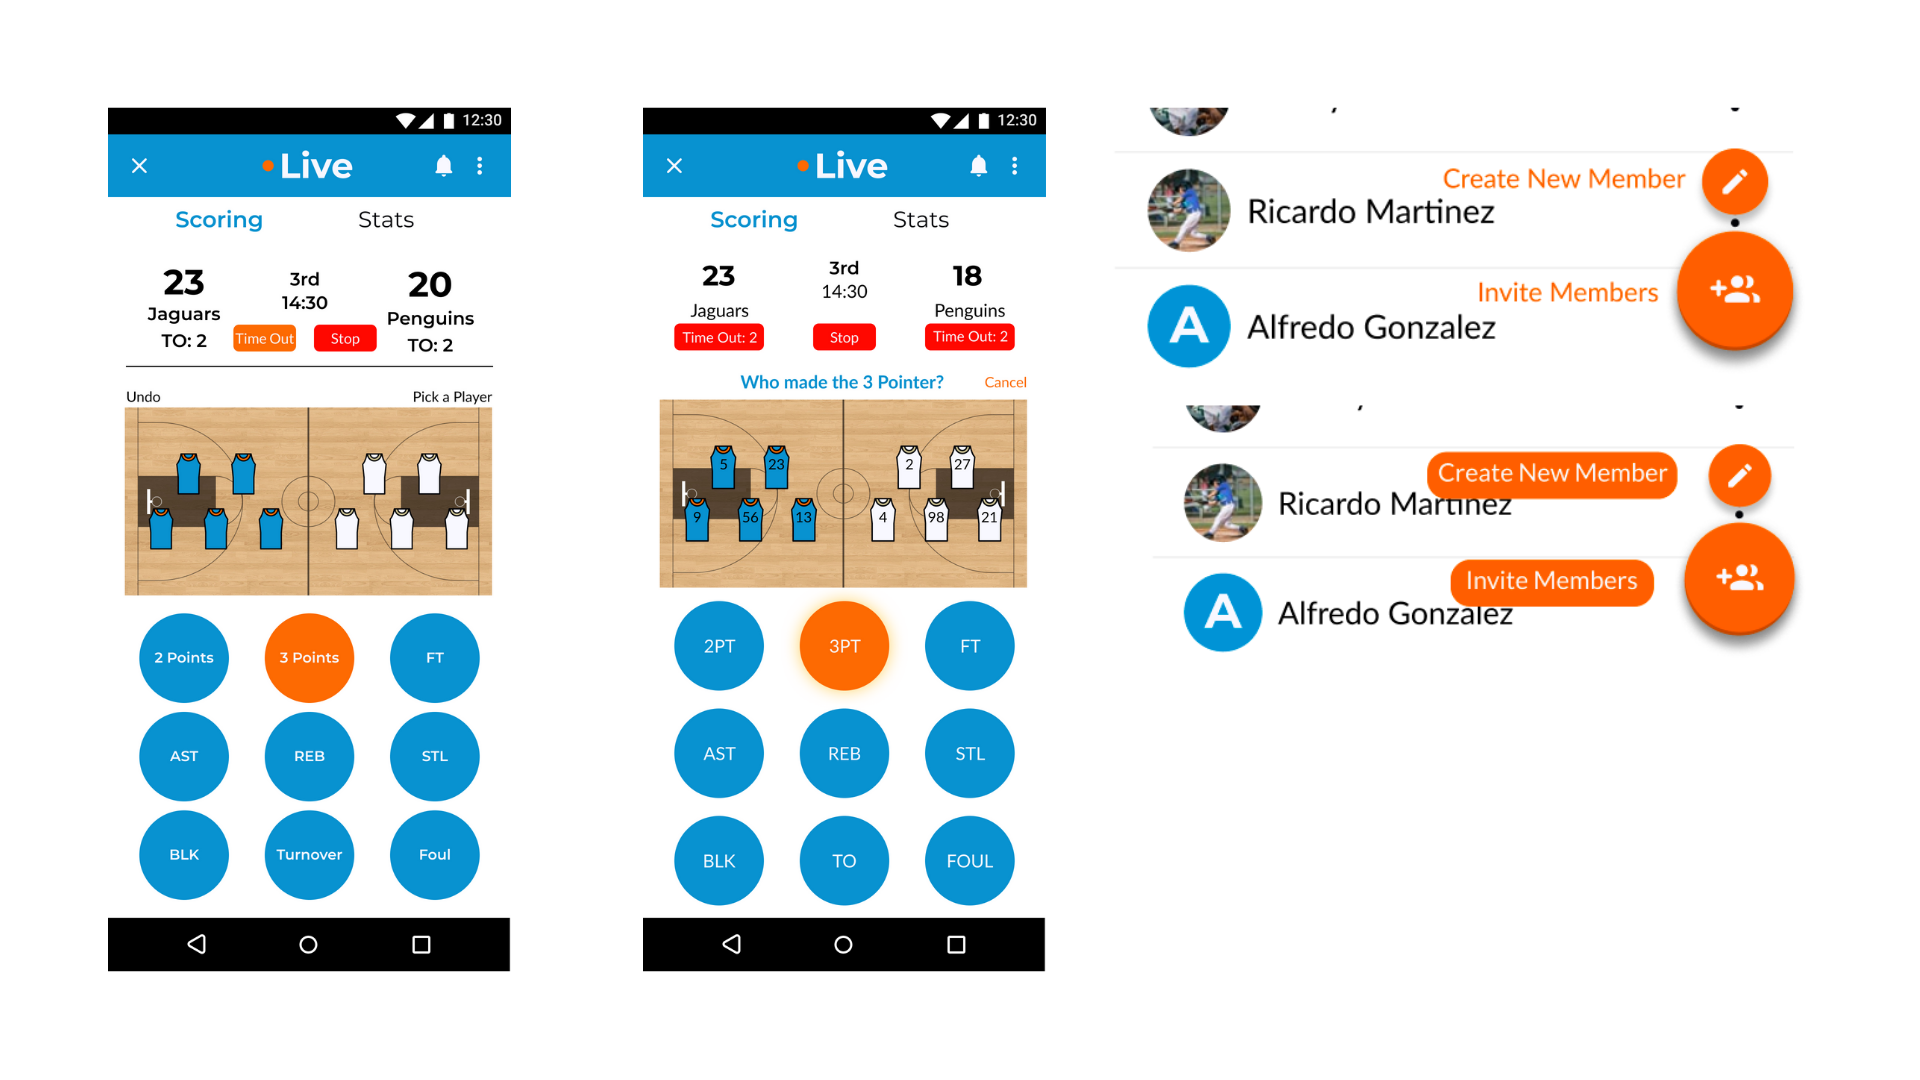 12:30
Live
Scoring Stats
23 3rd 20
14:30
Jaguars Penguins
TO: 2 Time Out Stop TO: 2
Undo Pick a Player
2 Points 3 Points FT
AST REB STL
BLK Turnover Foul
12:30
Live
Scoring Stats
23 3rd 18
14:30
Jaguars Penguins
Time Out: 2 Stop Time Out: 2
Who made the 3 Pointer? Cancel
5 23 2 27
9 56 13 4 98 21
2PT 3PT FT
AST REB STL
BLK TO FOUL
Create New Member
Ricardo Martinez
Invite Members
A Alfredo Gonzalez
Create New Member
Ricardo Martinez
Invite Members
A Alfredo Gonzalez